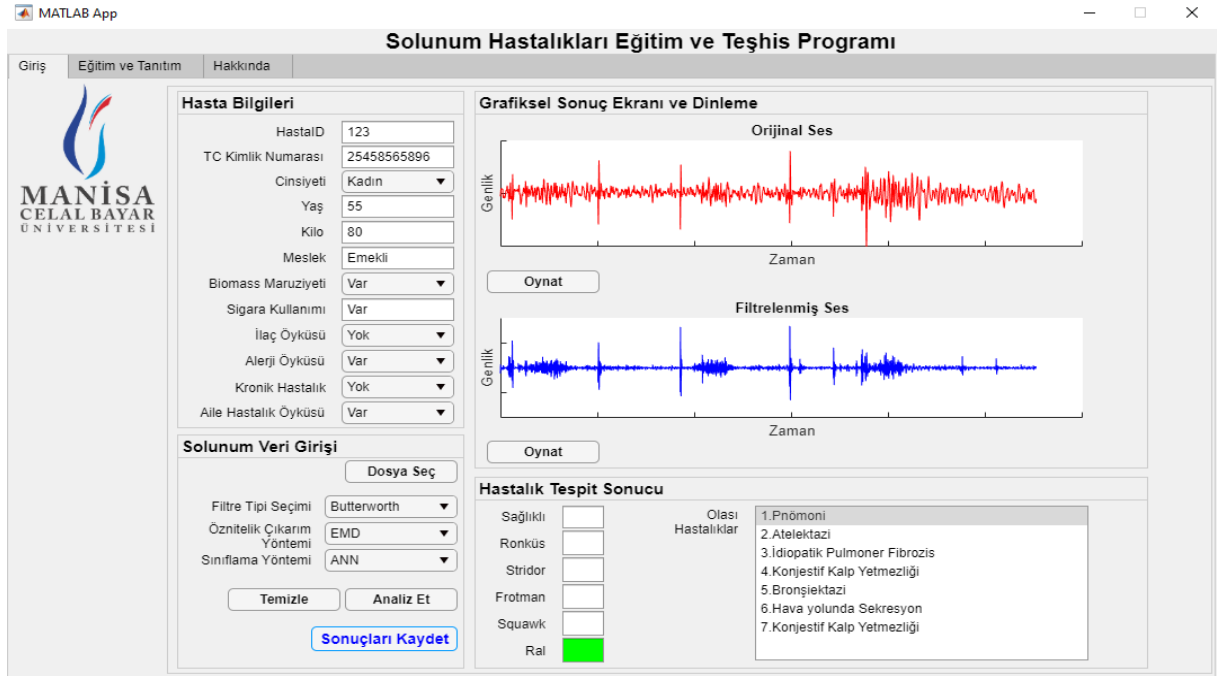 MATLAB App
Solunum Hastalıkları Eğitim ve Teşhis Programı
Giriş
Eğitim ve Tanıtım
Hakkında
MANİSA
CELAL BAYAR
ÜNİVERSİTESİ
Hasta Bilgileri
HastaID 123
TC Kimlik Numarası 25458565896
Cinsiyeti Kadın
Yaş 55
Kilo 80
Meslek Emekli
Biomass Maruziyeti Var
Sigara Kullanımı Var
İlaç Öyküsü Yok
Alerji Öyküsü Var
Kronik Hastalık Yok
Aile Hastalık Öyküsü Var
Solunum Veri Girişi
Dosya Seç
Filtre Tipi Seçimi Butterworth
Öznitelik Çıkarım
Yöntemi
EMD
Sınıflama Yöntemi ANN
Temizle
Analiz Et
Sonuçları Kaydet
Grafiksel Sonuç Ekranı ve Dinleme
Orijinal Ses
Genlik
Zaman
Oynat
Filtrelenmiş Ses
Genlik
Zaman
Oynat
Hastalık Tespit Sonucu
Sağlıklı
Ronküs
Stridor
Frotman
Squawk
Ral
Olası
Hastalıklar
1.Pnömoni
2.Atelektazi
3.İdiopatik Pulmoner Fibrozis
4.Konjestif Kalp Yetmezliği
5.Bronşiektazi
6.Hava yolunda Sekresyon
7.Konjestif Kalp Yetmezliği